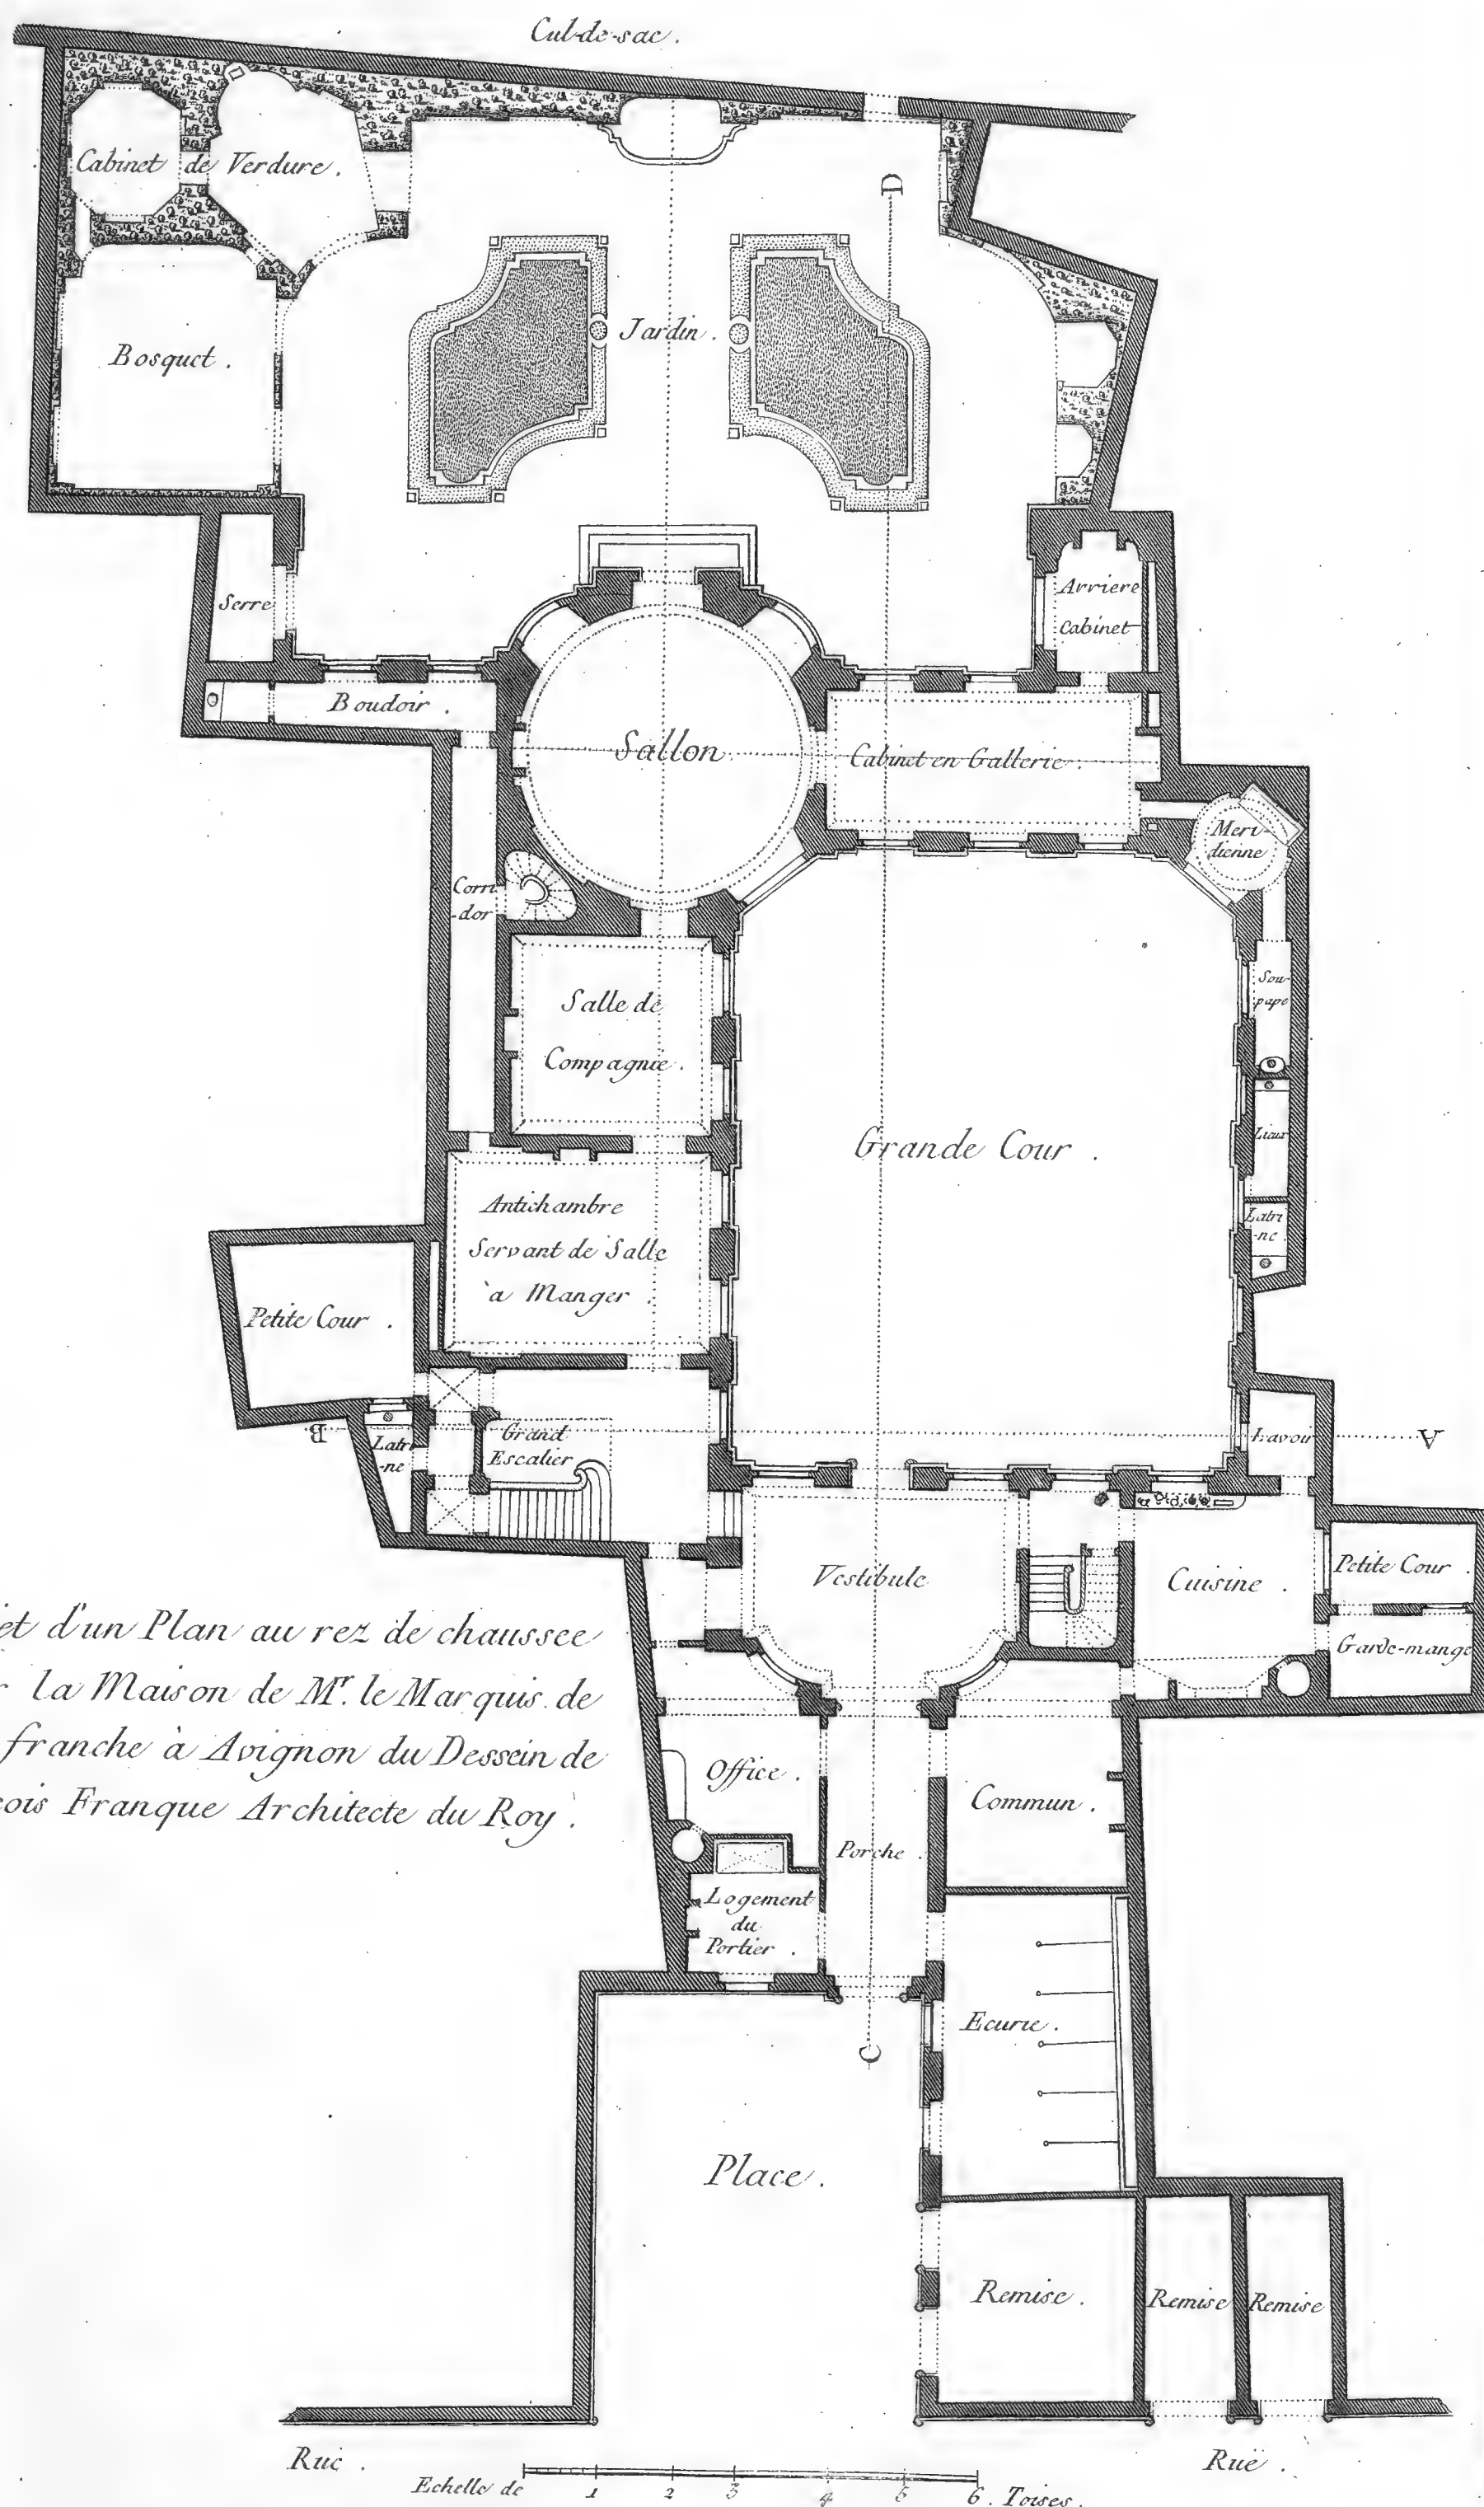 Cul-de-sac.
Cabinet de Verdure.
D
Jardin.
Bosquet.
Serre
Arriere
Cabinet
Boudoir.
Sallon
Cabinet en Gallerie.
Meri-
dienne
Corri
-dor
Salle de
Compagnie.
Sou
pape
Grande Cour.
Lieux
Antichambre
Servant de Salle
à Manger.
Latri
-ne.
Petite Cour.
B
Grand
Escalier
Latri
-ne
Lavoir
A
Vestibule
Cuisine.
Petite Cour.
Garde-mange
et d'un Plan au rez de chaussee
la Maison de Mr. le Marquis de
franche à Avignon du Dessein de
ois Franque Architecte du Roy.
Office.
Commun.
Porche.
Logement
du
Portier.
Ecurie.
C
Place.
Remise.
Remise
Remise
Rue.
Ruë.
Echelle de 1 2 3 4 5 6. Toises.